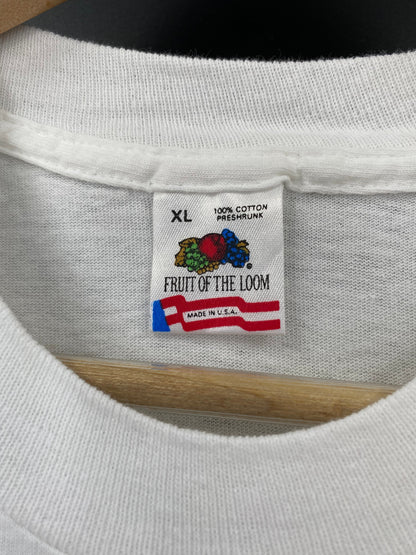 XL
100% COTTON
PRESHRUNK
®
FRUIT OF THE LOOM
MADE IN U.S.A.